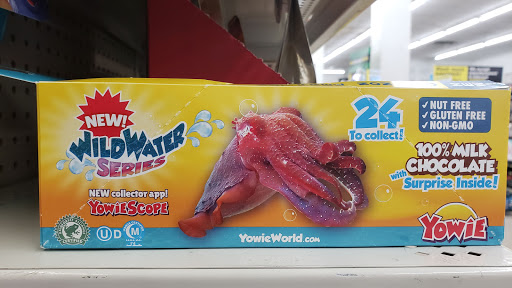 NEW!
WILDWATER
SERIES
NEW collector app!
YOWIESCOPE
U D
M
24
To collect!
✓ NUT FREE
✓ GLUTEN FREE
✓ NON-GMO
100% MILK
CHOCOLATE
with
Surprise Inside!
YOWIE
YOWIEWORLD.COM